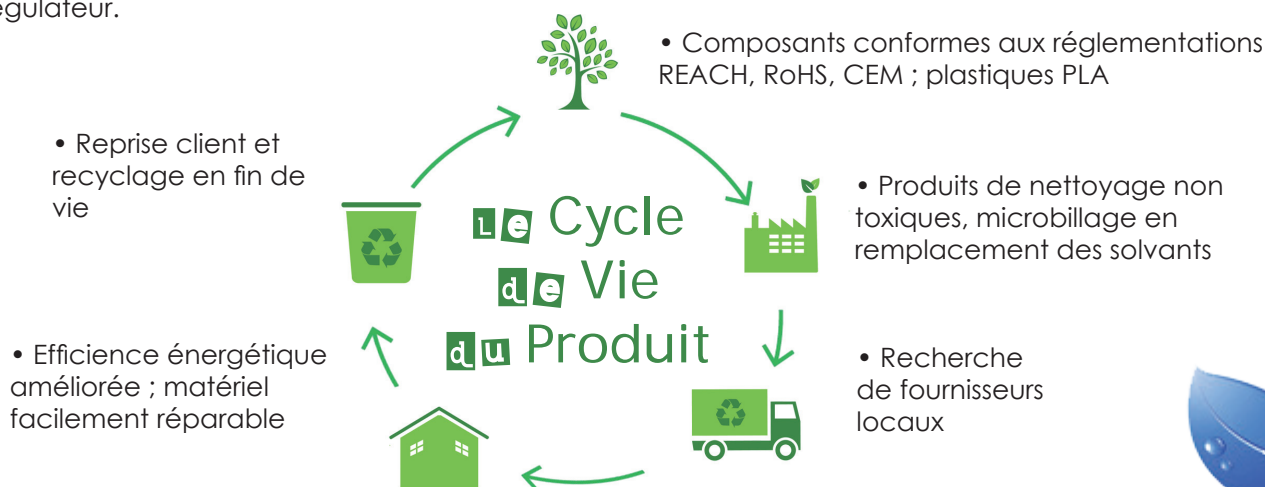 égulateur.
• Composants conformes aux réglementations
REACH, RoHS, CEM ; plastiques PLA
• Reprise client et
recyclage en fin de
vie
• Produits de nettoyage non
toxiques, microbillage en
remplacement des solvants
Le Cycle
de Vie
du Produit
• Efficience énergétique
améliorée ; matériel
facilement réparable
• Recherche
de fournisseurs
locaux